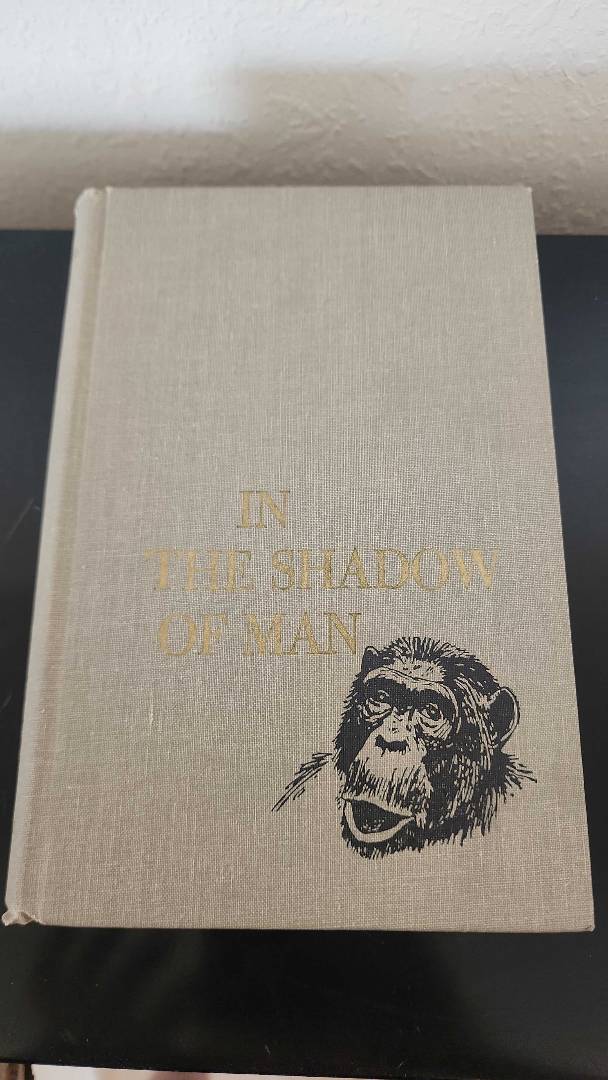 IN
THE SHADOW
OF MAN